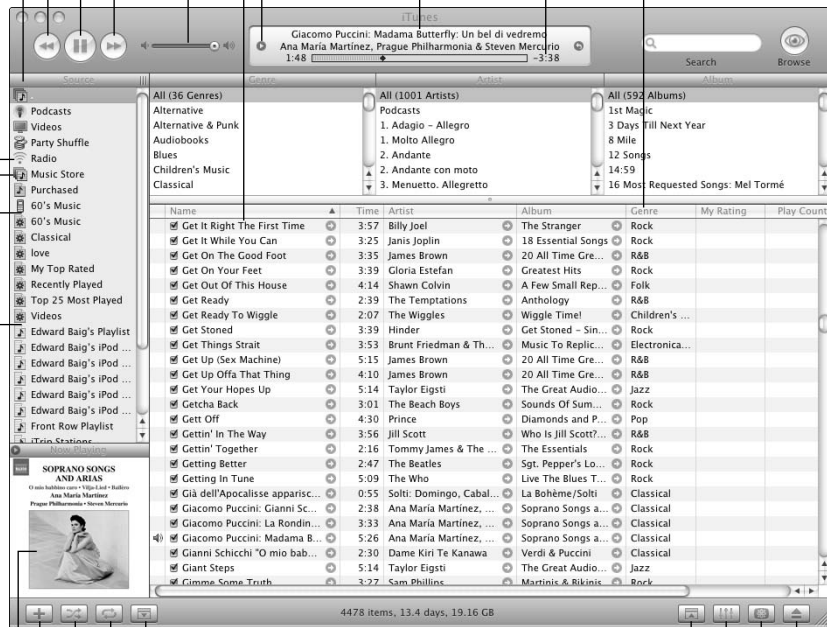 iTunes
Giacomo Puccini: Madama Butterfly: Un bel di vedremo
Ana María Martínez, Prague Philharmonia & Steven Mercurio
1:48 -3:38
Search Browse
Source Genre Artist Album
Podcasts
Videos
Party Shuffle
Radio
Music Store
Purchased
60's Music
60's Music
Classical
love
My Top Rated
Recently Played
Top 25 Most Played
Videos
Edward Baig's Playlist
Edward Baig's iPod ...
Edward Baig's iPod ...
Edward Baig's iPod ...
Edward Baig's iPod ...
Edward Baig's iPod ...
Front Row Playlist
iTrip Stations
All (36 Genres)
Alternative
Alternative & Punk
Audiobooks
Blues
Children's Music
Classical
All (1001 Artists)
Podcasts
1. Adagio – Allegro
1. Molto Allegro
2. Andante
2. Andante con moto
3. Menuetto. Allegretto
All (592 Albums)
1st Magic
3 Days Till Next Year
8 Mile
12 Songs
14:59
16 Most Requested Songs: Mel Tormé
Name Time Artist Album Genre My Rating Play Count
Get It Right The First Time 3:57 Billy Joel The Stranger Rock
Get It While You Can 3:25 Janis Joplin 18 Essential Songs Rock
Get On The Good Foot 3:35 James Brown 20 All Time Gre... R&B
Get On Your Feet 3:39 Gloria Estefan Greatest Hits Rock
Get Out Of This House 4:14 Shawn Colvin A Few Small Rep... Folk
Get Ready 2:39 The Temptations Anthology R&B
Get Ready To Wiggle 2:07 The Wiggles Wiggle Time! Children's ...
Get Stoned 3:39 Hinder Get Stoned – Sin... Rock
Get Things Strait 3:53 Brunt Friedman & Th... Music To Replic... Electronica...
Get Up (Sex Machine) 5:15 James Brown 20 All Time Gre... R&B
Get Up Offa That Thing 4:10 James Brown 20 All Time Gre... R&B
Get Your Hopes Up 5:14 Taylor Eigsti The Great Audio... Jazz
Getcha Back 3:01 The Beach Boys Sounds Of Sum... Rock
Gett Off 4:30 Prince Diamonds and P... Pop
Gettin' In The Way 3:56 Jill Scott Who Is Jill Scott?... R&B
Gettin' Together 2:16 Tommy James & The ... The Essentials Rock
Getting Better 2:47 The Beatles Sgt. Pepper's Lo... Rock
Getting In Tune 5:09 The Who Live The Blues T... Rock
Già dell'Apocalisse apparisc... 0:55 Solti: Domingo, Cabal... La Bohème/Solti Classical
Giacomo Puccini: Gianni Sc... 2:38 Ana María Martínez, ... Soprano Songs a... Classical
Giacomo Puccini: La Rondin... 3:33 Ana María Martínez, ... Soprano Songs a... Classical
Giacomo Puccini: Madama B... 5:26 Ana María Martínez, ... Soprano Songs a... Classical
Gianni Schicchi "O mio bab... 2:30 Dame Kiri Te Kanawa Verdi & Puccini Classical
Giant Steps 5:14 Taylor Eigsti The Great Audio... Jazz
Gimme Some Truth 3:27 Sam Phillips Martinis & Bikinis Rock
Now Playing
SOPRANO SONGS
AND ARIAS
O mio babbino caro • Vilja-Lied • Baïlèro
Ana María Martínez
Prague Philharmonia • Steven Mercurio
4478 items, 13.4 days, 19.16 GB